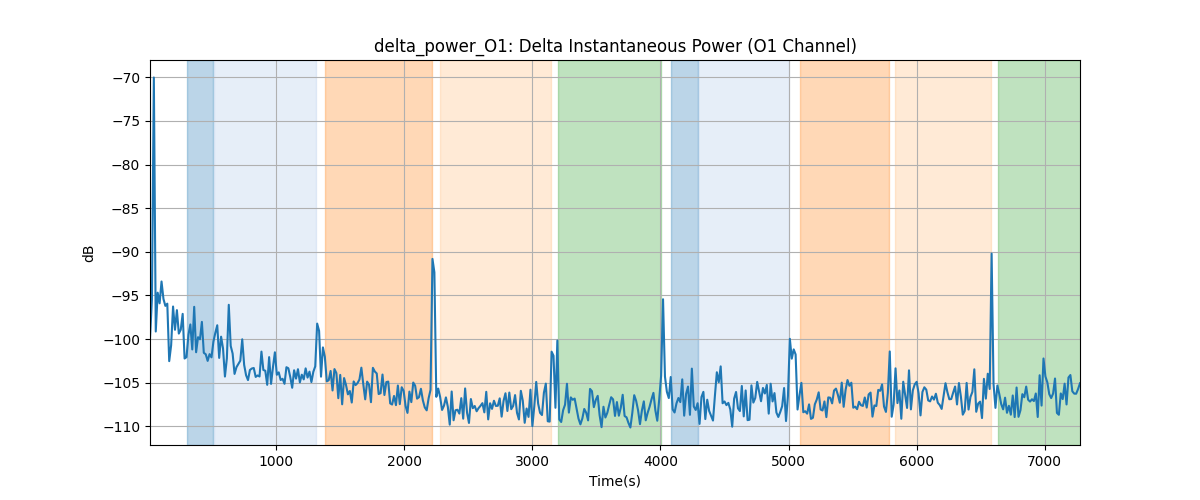 delta_power_O1: Delta Instantaneous Power (O1 Channel)
−70
−75
−80
−85
−90
−95
−100
−105
−110
dB
1000 2000 3000 4000 5000 6000 7000
Time(s)